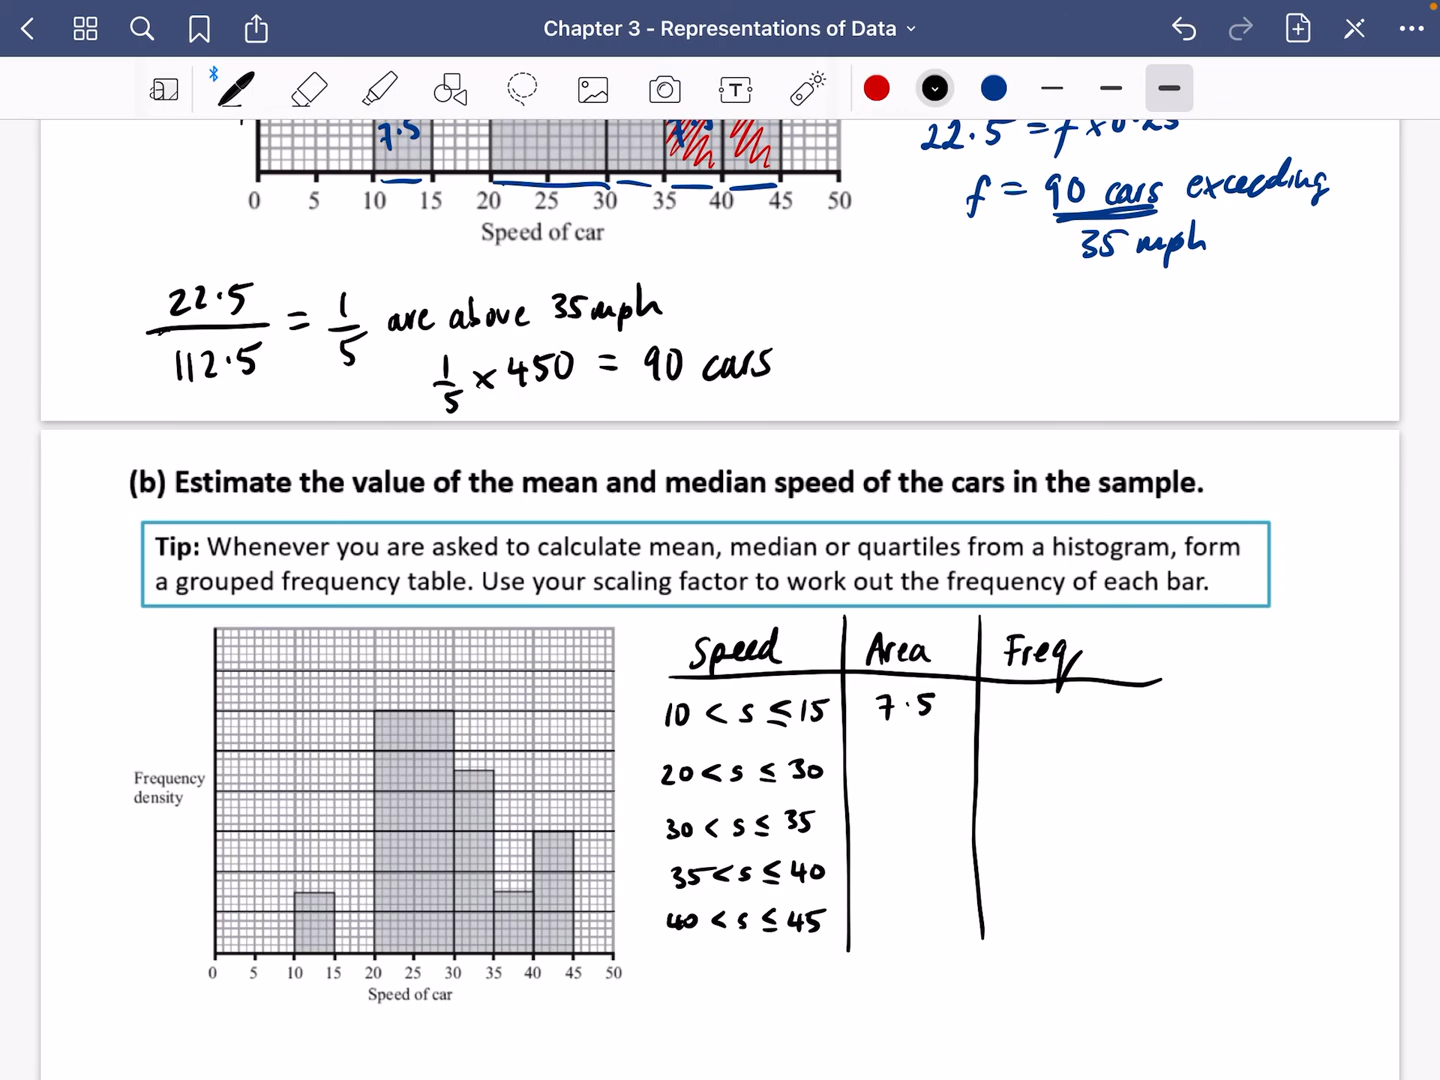 Chapter 3 - Representations of Data
7.5
0 5 10 15 20 25 30 35 40 45 50
Speed of car
22.5 = f x 0.25
f = 90 cars exceeding
35 mph
22.5/112.5 = 1/5 are above 35mph
1/5 × 450 = 90 cars
(b) Estimate the value of the mean and median speed of the cars in the sample.
Tip: Whenever you are asked to calculate mean, median or quartiles from a histogram, form
a grouped frequency table. Use your scaling factor to work out the frequency of each bar.
Frequency
density
0 5 10 15 20 25 30 35 40 45 50
Speed of car
Speed Area Freq
10 < s ≤ 15 7.5
20 < s ≤ 30
30 < s ≤ 35
35 < s ≤ 40
40 < s ≤ 45